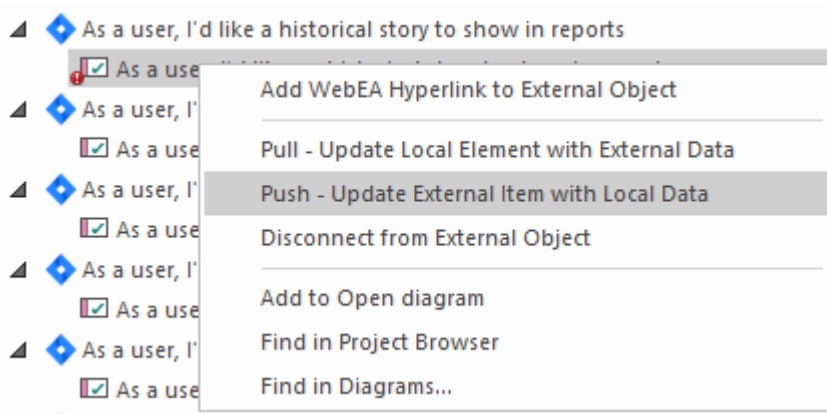 As a user, I'd like a historical story to show in reports
As a use
Add WebEA Hyperlink to External Object
As a user, I'
As a use
Pull - Update Local Element with External Data
As a user, I'
Push - Update External Item with Local Data
As a use
Disconnect from External Object
As a user, I'
As a use
Add to Open diagram
As a user, I'
Find in Project Browser
As a use
Find in Diagrams...